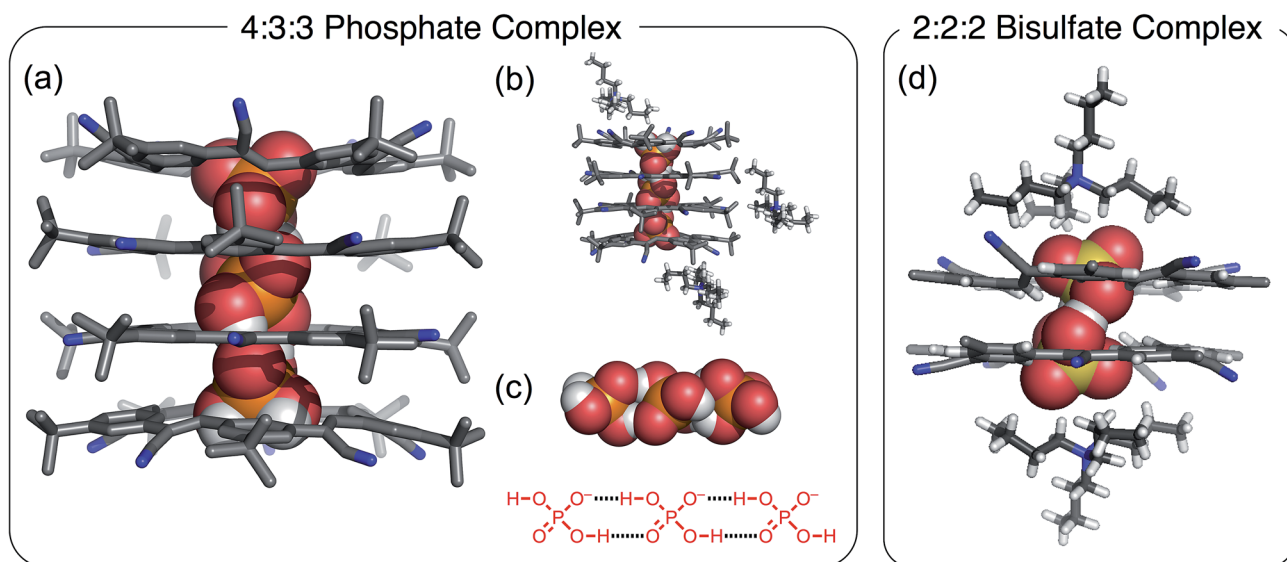 4:3:3 Phosphate Complex
(a)
(b)
(c)
H–O O⁻ H–O O⁻ H–O O⁻
P P P
O O–H O O–H O O–H
2:2:2 Bisulfate Complex
(d)